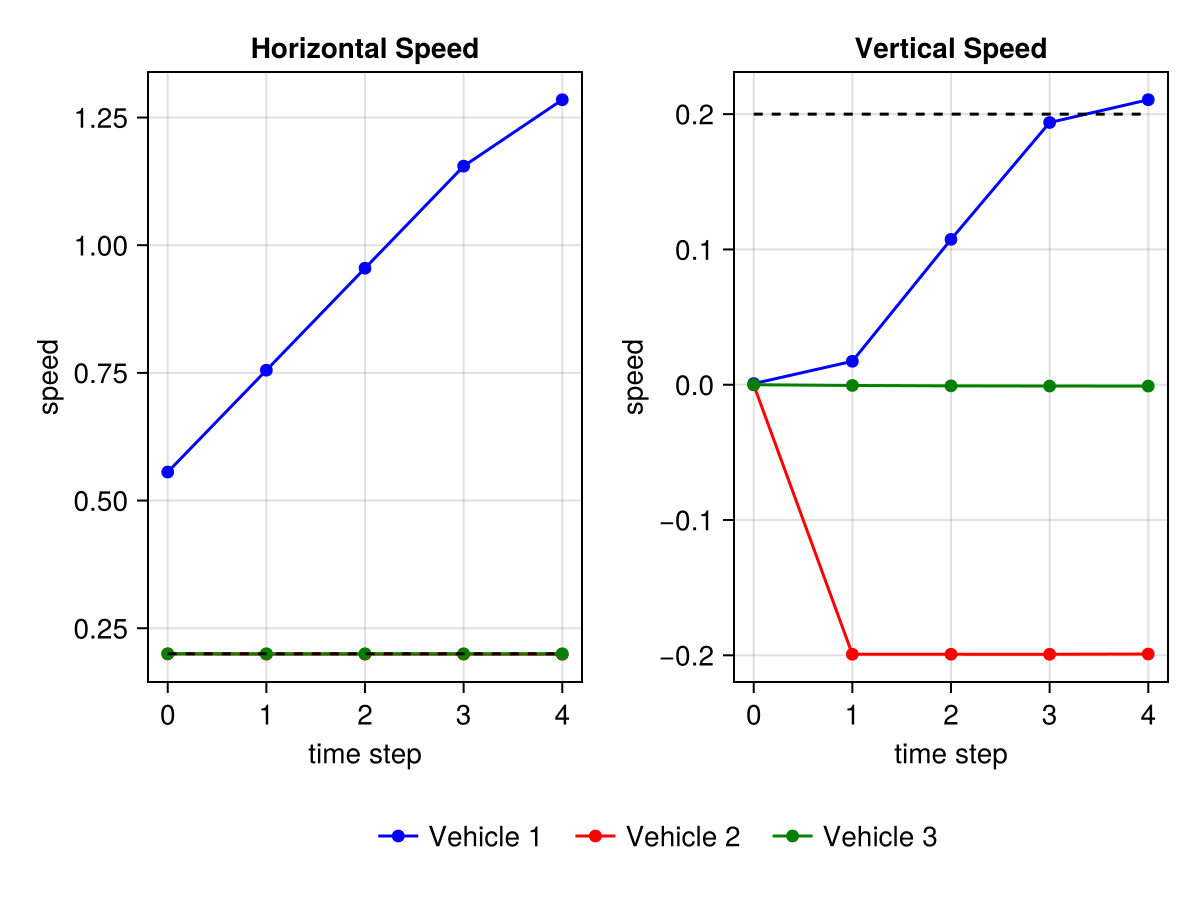 Horizontal Speed
1.25
1.00
0.75
0.50
0.25
speed
0 1 2 3 4
time step
Vertical Speed
0.2
0.1
0.0
−0.1
−0.2
speed
0 1 2 3 4
time step
Vehicle 1 Vehicle 2 Vehicle 3